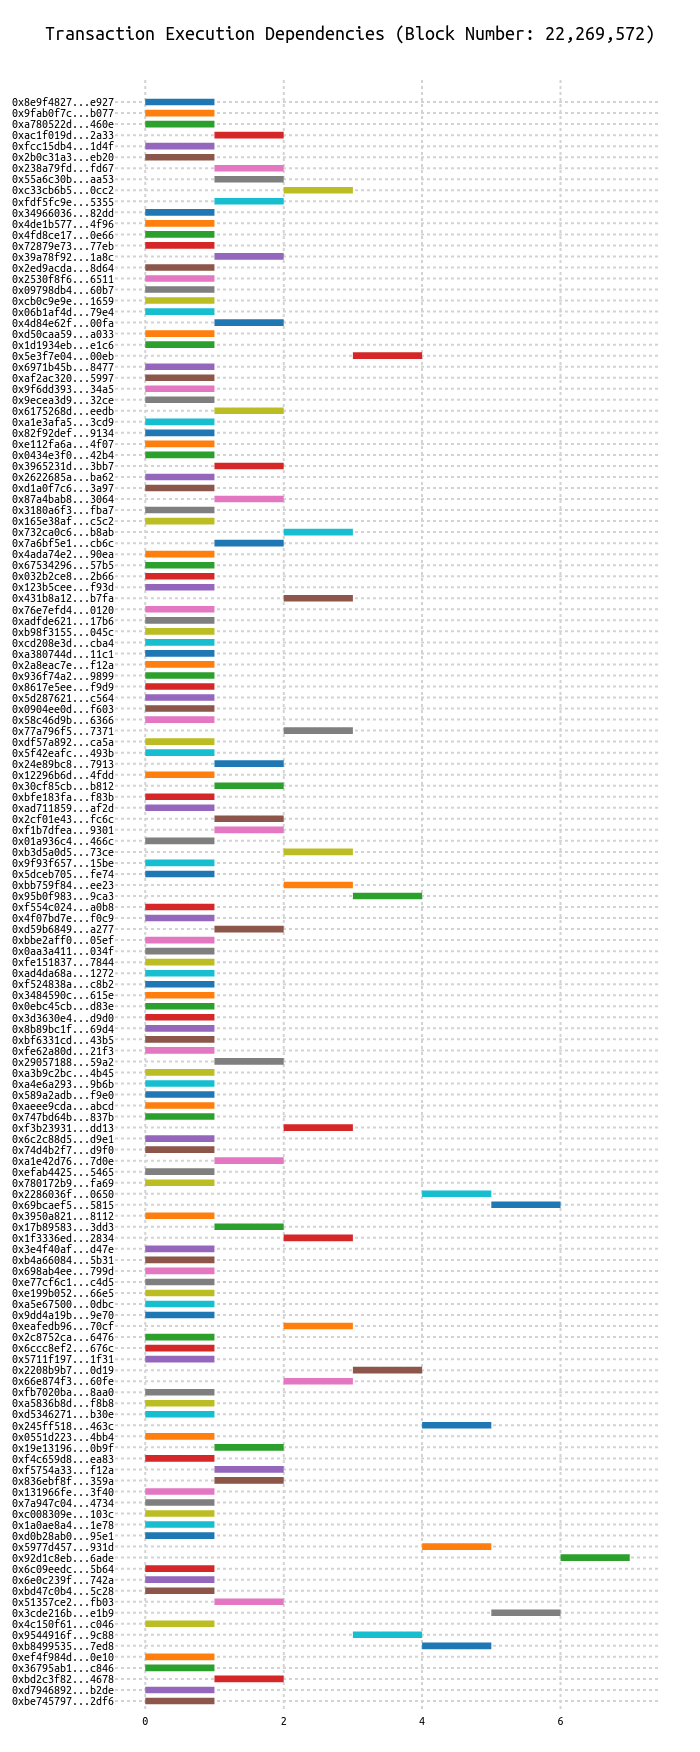 Transaction Execution Dependencies (Block Number: 22,269,572)
0x8e9f4827...e927
0x9fab0f7c...b077
0xa780522d...460e
0xac1f019d...2a33
0xfcc15db4...1d4f
0x2b0c31a3...eb20
0x238a79fd...fd67
0x55a6c30b...aa53
0xc33cb6b5...0cc2
0xfdf5fc9e...5355
0x34966036...82dd
0x4de1b577...4f96
0x4fd8ce17...0e66
0x72879e73...77eb
0x39a78f92...1a8c
0x2ed9acda...8d64
0x2530f8f6...6511
0x09798db4...60b7
0xcb0c9e9e...1659
0x06b1af4d...79e4
0x4d84e62f...00fa
0xd50caa59...a033
0x1d1934eb...e1c6
0x5e3f7e04...00eb
0x6971b45b...8477
0xaf2ac320...5997
0x9f6dd393...34a5
0x9ecea3d9...32ce
0x6175268d...eedb
0xa1e3afa5...3cd9
0x82f92def...9134
0xe112fa6a...4f07
0x0434e3f0...42b4
0x3965231d...3bb7
0x2622685a...ba62
0xd1a0f7c6...3a97
0x87a4bab8...3064
0x3180a6f3...fba7
0x165e38af...c5c2
0x732ca0c6...b8ab
0x7a6bf5e1...cb6c
0x4ada74e2...90ea
0x67534296...57b5
0x032b2ce8...2b66
0x123b5cee...f93d
0x431b8a12...b7fa
0x76e7efd4...0120
0xadfde621...17b6
0xb98f3155...045c
0xcd208e3d...cba4
0xa380744d...11c1
0x2a8eac7e...f12a
0x936f74a2...9899
0x8617e5ee...f9d9
0x5d287621...c564
0x0904ee0d...f603
0x58c46d9b...6366
0x77a796f5...7371
0xdf57a892...ca5a
0x5f42eafc...493b
0x24e89bc8...7913
0x12296b6d...4fdd
0x30cf85cb...b812
0xbfe183fa...f83b
0xad711859...af2d
0x2cf01e43...fc6c
0xf1b7dfea...9301
0x01a936c4...466c
0xb3d5a0d5...73ce
0x9f93f657...15be
0x5dceb705...fe74
0xbb759f84...ee23
0x95b0f983...9ca3
0xf554c024...a0b8
0x4f07bd7e...f0c9
0xd59b6849...a277
0xbbe2aff0...05ef
0x0aa3a411...034f
0xfe151837...7844
0xad4da68a...1272
0xf524838a...c8b2
0x3484590c...615e
0x0ebc45cb...d83e
0x3d3630e4...d9d0
0x8b89bc1f...69d4
0xbf6331cd...43b5
0xfe62a80d...21f3
0x29057188...59a2
0xa3b9c2bc...4b45
0xa4e6a293...9b6b
0x589a2adb...f9e0
0xaeee9cda...abcd
0x747bd64b...837b
0xf3b23931...dd13
0x6c2c88d5...d9e1
0x74d4b2f7...d9f0
0xa1e42d76...7d0e
0xefab4425...5465
0x780172b9...fa69
0x2286036f...0650
0x69bcaef5...5815
0x3950a821...8112
0x17b89583...3dd3
0x1f3336ed...2834
0x3e4f40af...d47e
0xb4a66084...5b31
0x698ab4ee...799d
0xe77cf6c1...c4d5
0xe199b052...66e5
0xa5e67500...0dbc
0x9dd4a19b...9e70
0xeafedb96...70cf
0x2c8752ca...6476
0x6ccc8ef2...676c
0x5711f197...1f31
0x2208b9b7...0d19
0x66e874f3...60fe
0xfb7020ba...8aa0
0xa5836b8d...f8b8
0xd5346271...b30e
0x245ff518...463c
0x0551d223...4bb4
0x19e13196...0b9f
0xf4c659d8...ea83
0xf5754a33...f12a
0x836ebf8f...359a
0x131966fe...3f40
0x7a947c04...4734
0xc008309e...103c
0x1a0ae8a4...1e78
0xd0b28ab0...95e1
0x5977d457...931d
0x92d1c8eb...6ade
0x6c09eedc...5b64
0x6e0c239f...742a
0xbd47c0b4...5c28
0x51357ce2...fb03
0x3cde216b...e1b9
0x4c150f61...c046
0x9544916f...9c88
0xb8499535...7ed8
0xef4f984d...0e10
0x36795ab1...c846
0xbd2c3f82...4678
0xd7946892...b2de
0xbe745797...2df6
0 2 4 6